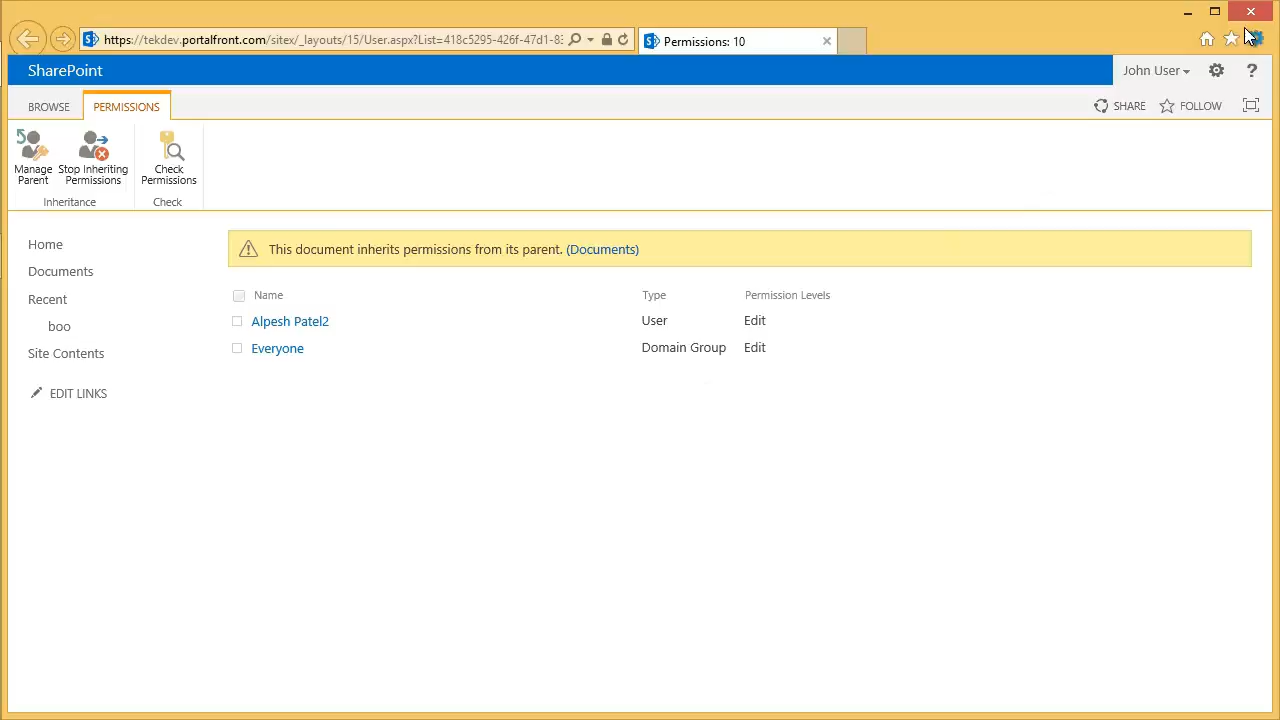 https://tekdev.portalfront.com/sitex/_layouts/15/User.aspx?List=418c5295-426f-47d1-8
Permissions: 10
SharePoint
John User
?
BROWSE
PERMISSIONS
SHARE
FOLLOW
Manage Parent
Stop Inheriting Permissions
Check Permissions
Inheritance
Check
Home
Documents
Recent
boo
Site Contents
EDIT LINKS
This document inherits permissions from its parent. (Documents)
Name Type Permission Levels
Alpesh Patel2 User Edit
Everyone Domain Group Edit